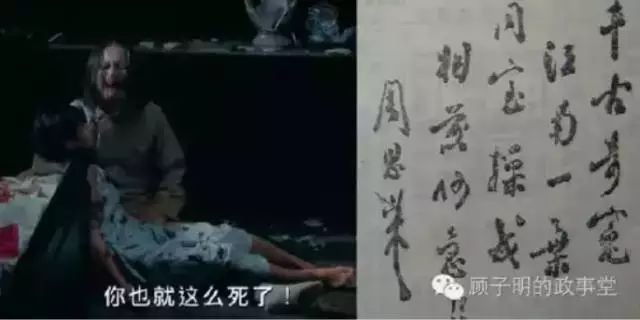 你也就这么死了！
千古奇冤
江南一葉
同室操戈
相煎何急
周恩来
顾子明的政事堂